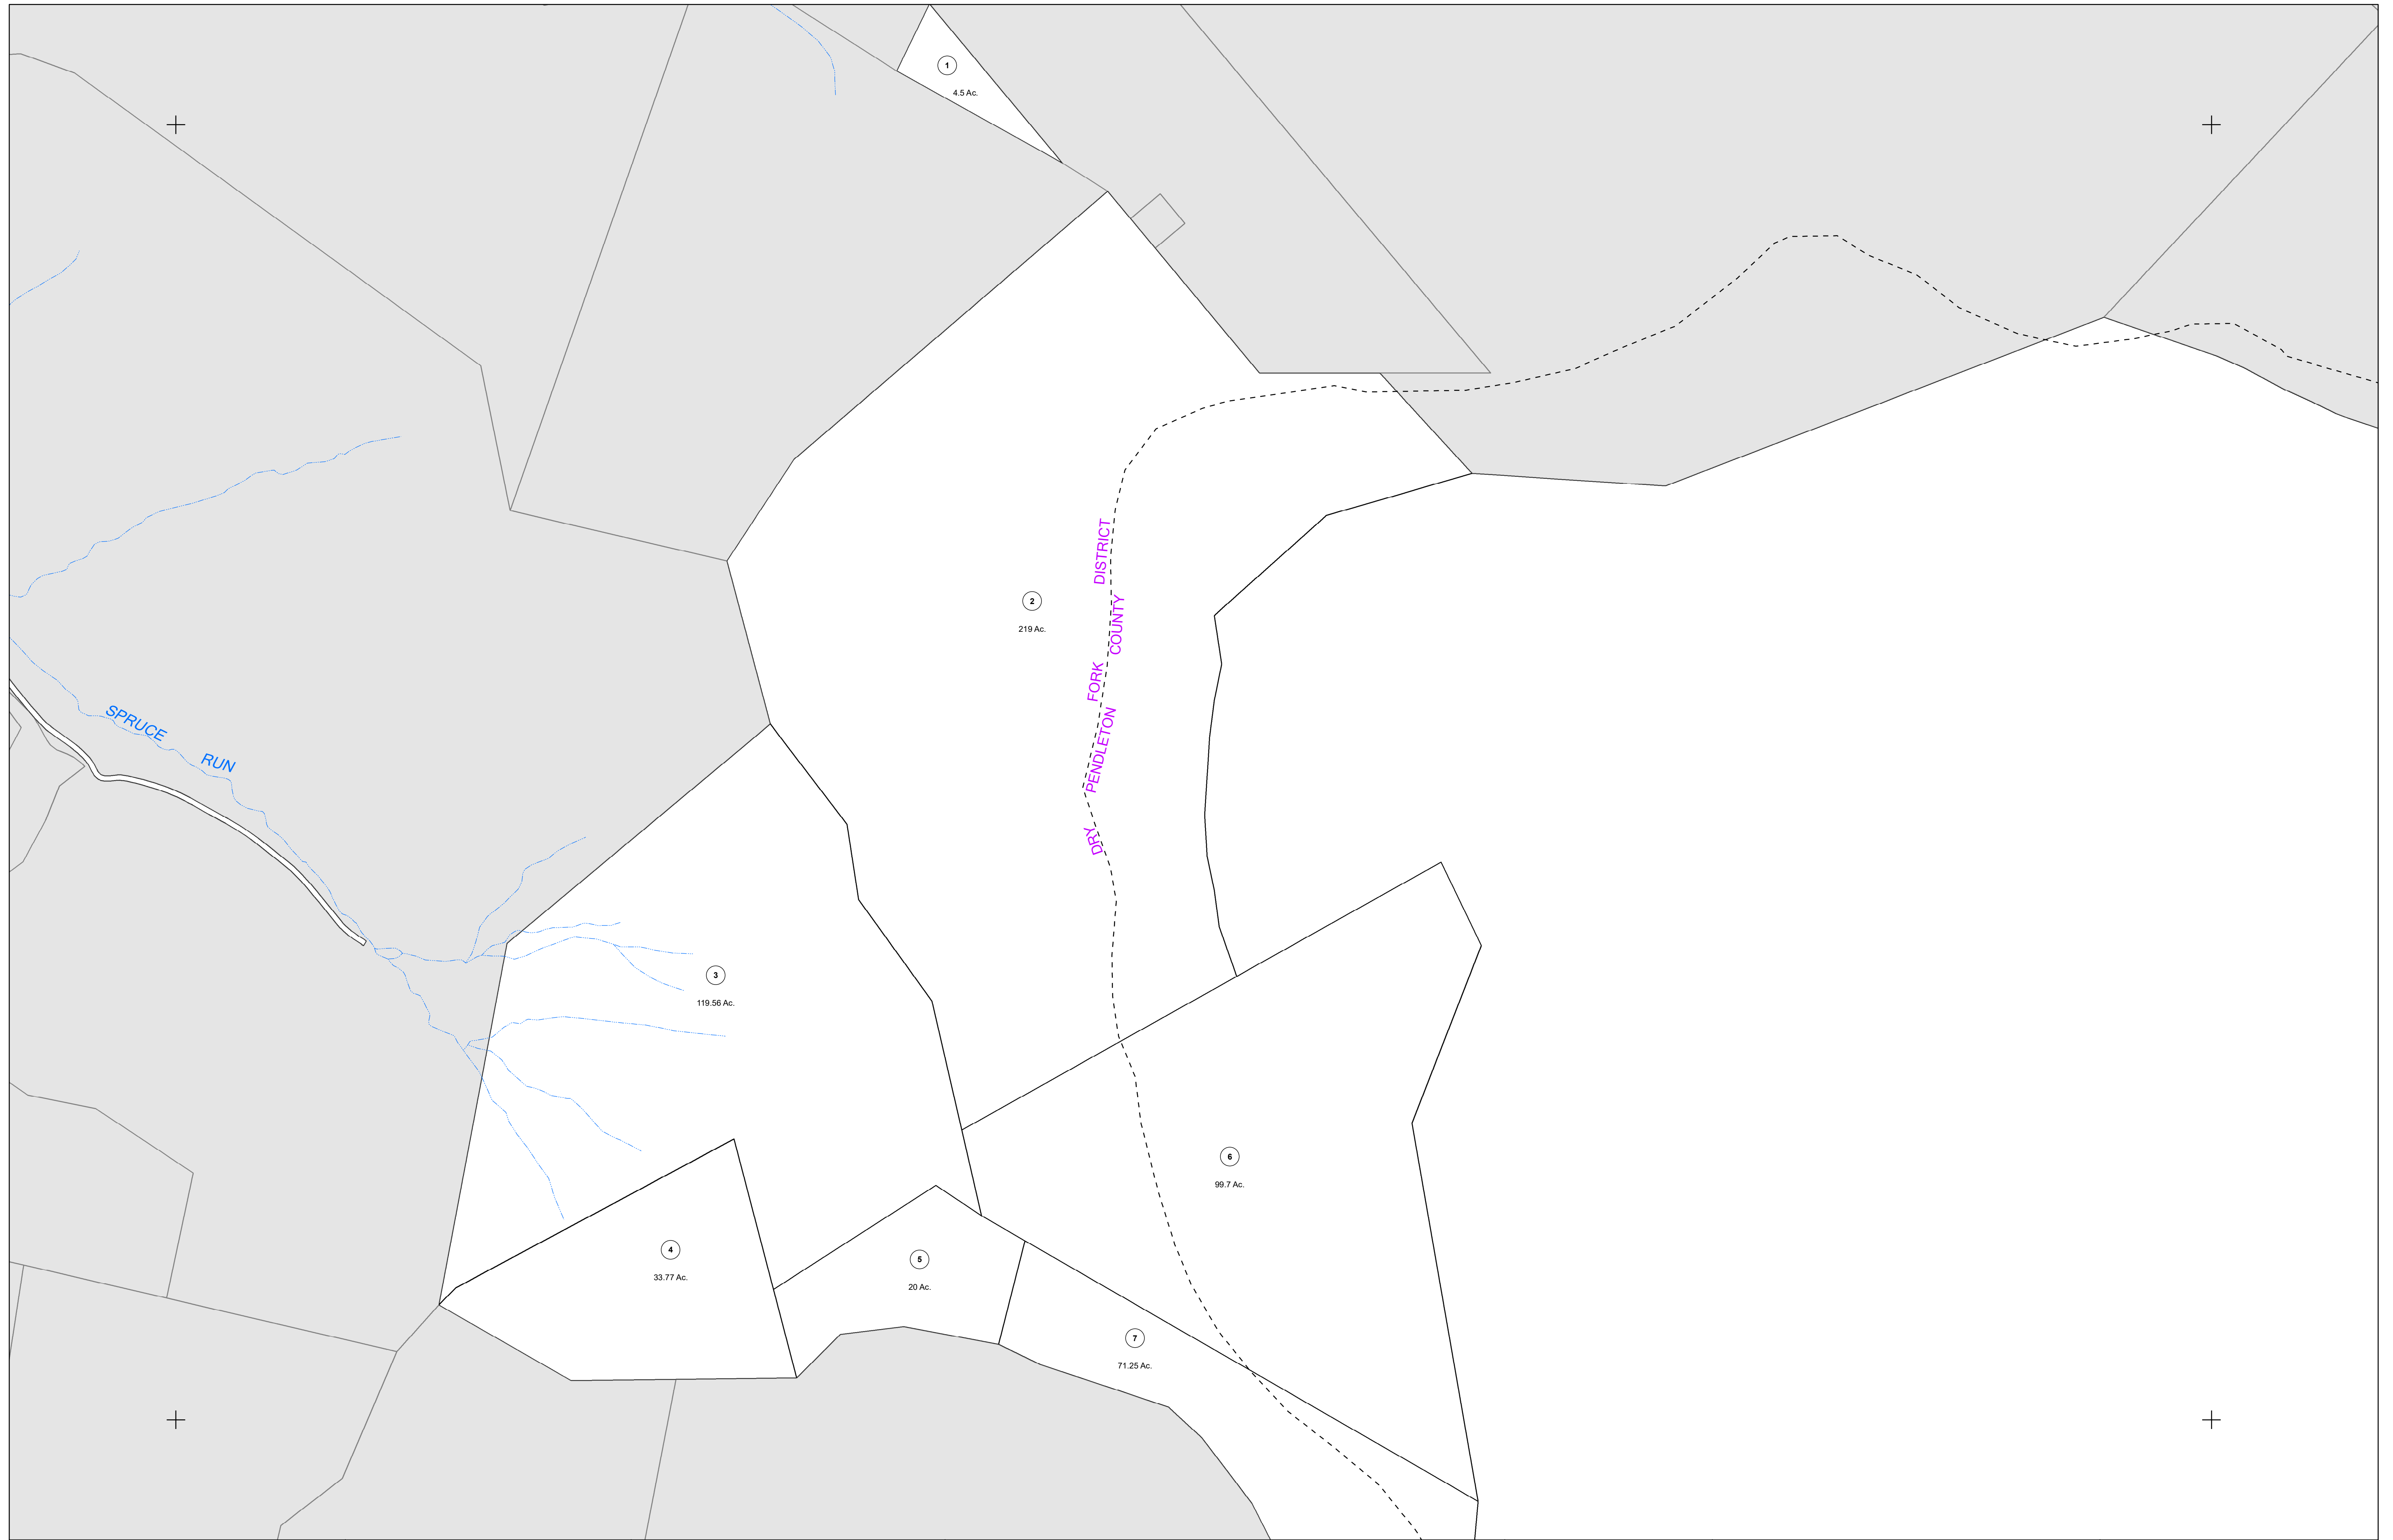 1
4.5 Ac.
2
219 Ac.
DRY FORK DISTRICT
PENDLETON COUNTY
SPRUCE RUN
3
119.56 Ac.
6
99.7 Ac.
4
33.77 Ac.
5
20 Ac.
7
71.25 Ac.